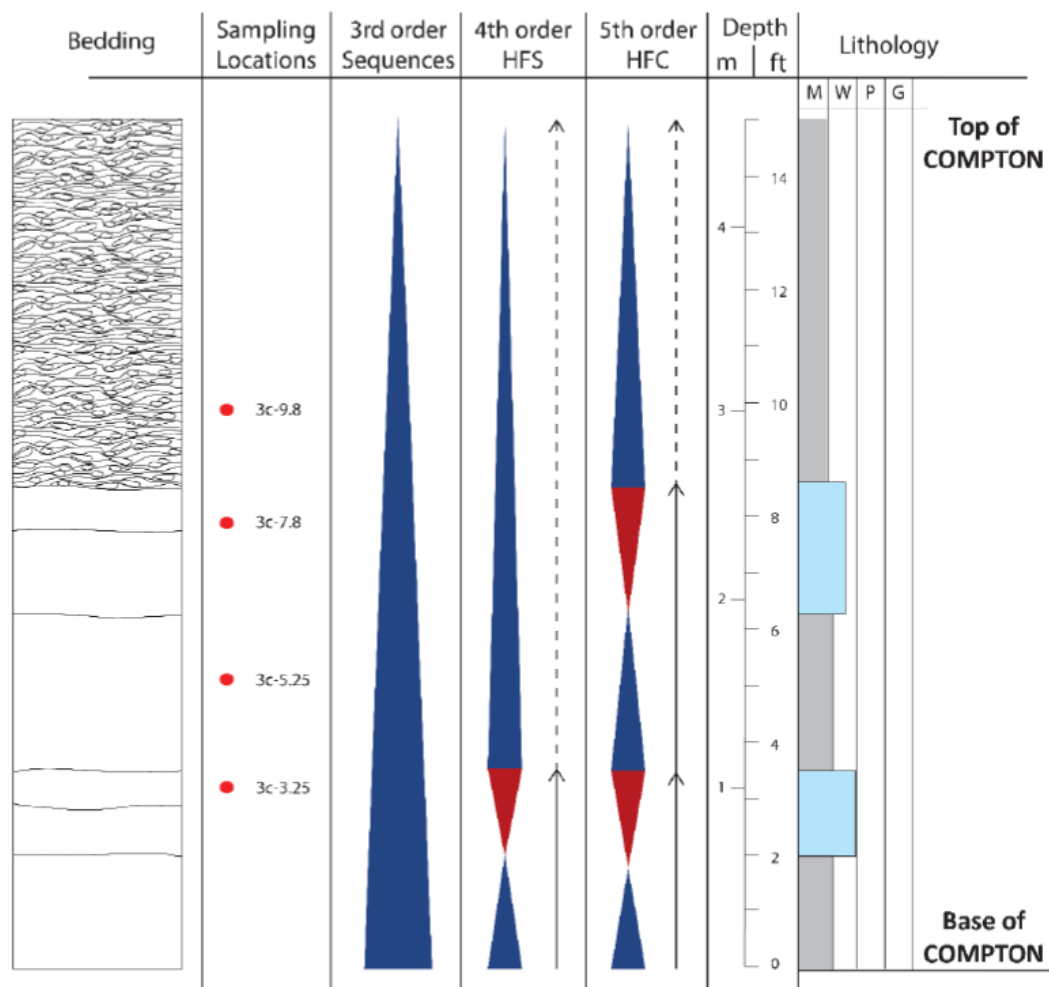 Bedding
Sampling
Locations
3rd order
Sequences
4th order
HFS
5th order
HFC
Depth
m
ft
Lithology
M
W
P
G
Top of
COMPTON
14
4
12
3c-9.8
3
10
3c-7.8
8
2
6
3c-5.25
4
3c-3.25
1
2
Base of
COMPTON
0